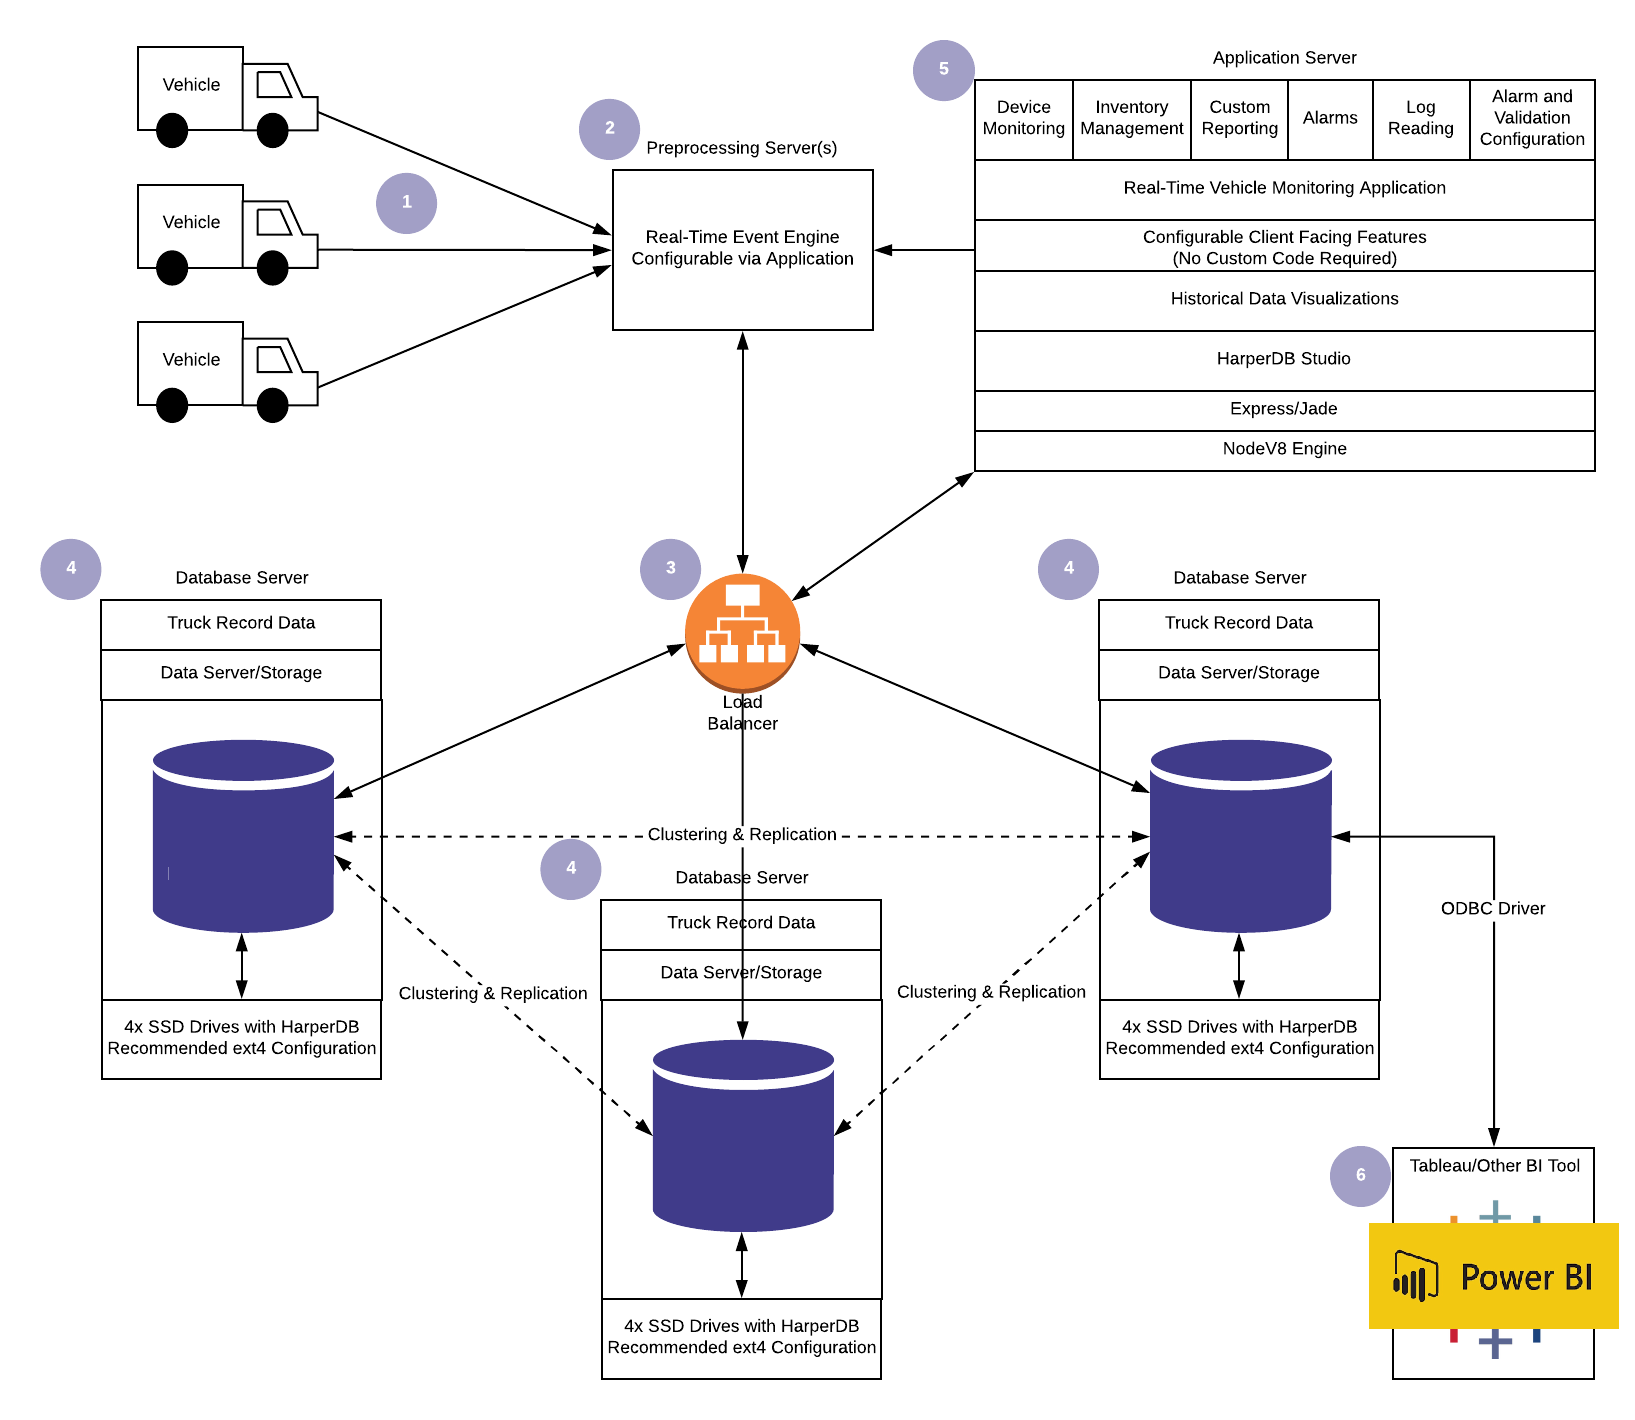 Vehicle
Vehicle
Vehicle
1
2
Preprocessing Server(s)
Real-Time Event Engine
Configurable via Application
5
Application Server
Device
Monitoring
Inventory
Management
Custom
Reporting
Alarms
Log
Reading
Alarm and
Validation
Configuration
Real-Time Vehicle Monitoring Application
Configurable Client Facing Features
(No Custom Code Required)
Historical Data Visualizations
HarperDB Studio
Express/Jade
NodeV8 Engine
3
Load
Balancer
4
Database Server
Truck Record Data
Data Server/Storage
4x SSD Drives with HarperDB
Recommended ext4 Configuration
Clustering & Replication
Clustering & Replication
4
Database Server
Truck Record Data
Data Server/Storage
4x SSD Drives with HarperDB
Recommended ext4 Configuration
Clustering & Replication
4
Database Server
Truck Record Data
Data Server/Storage
4x SSD Drives with HarperDB
Recommended ext4 Configuration
ODBC Driver
6
Tableau/Other BI Tool
Power BI